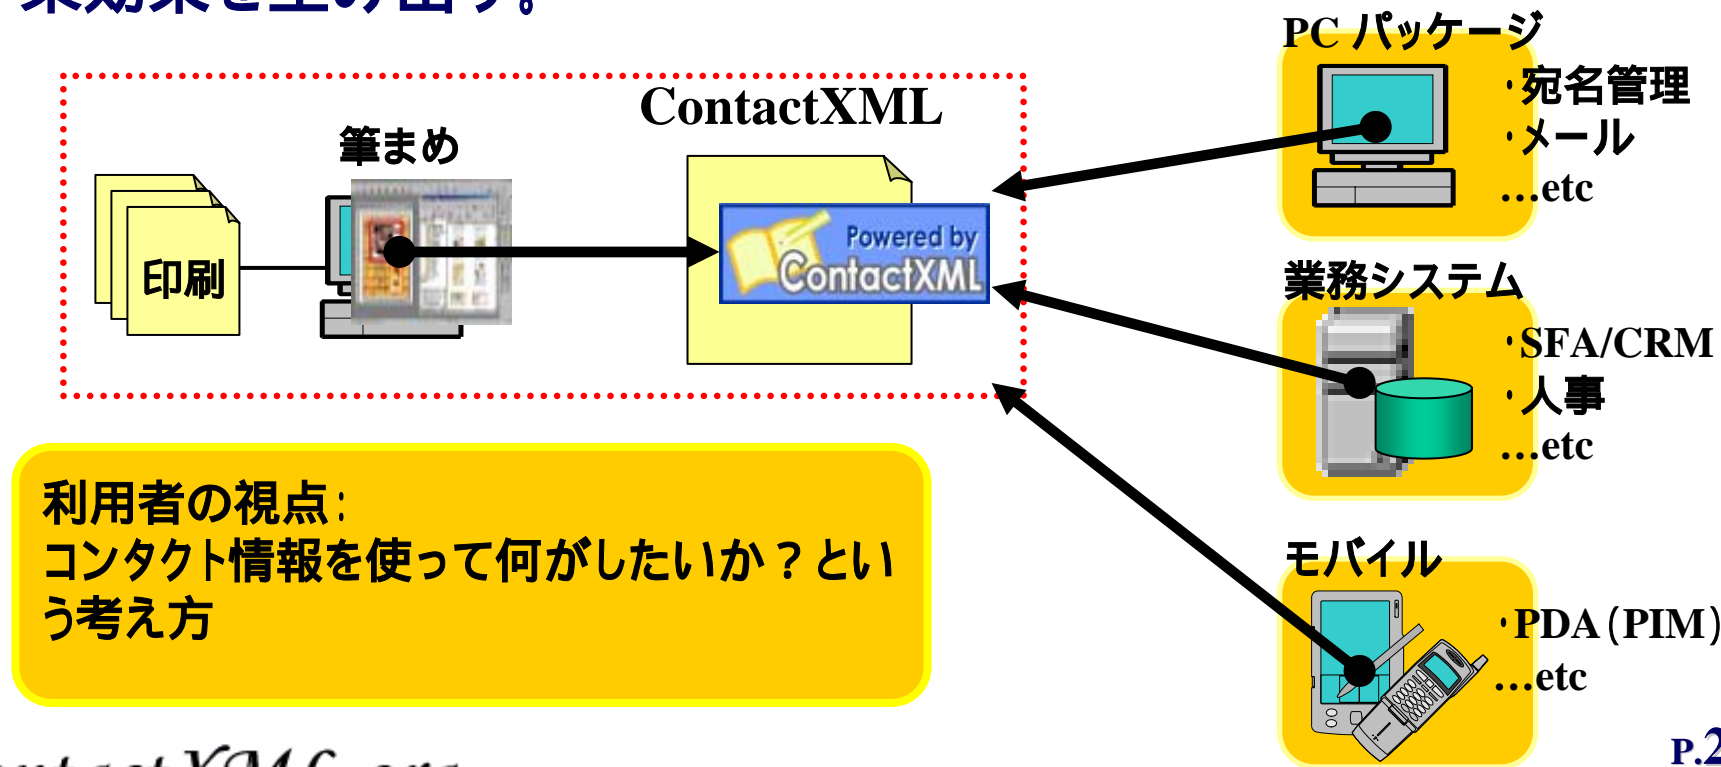 PC パッケージ
・宛名管理
・メール
…etc
ContactXML
筆まめ
印刷
Powered by
ContactXML
業務システム
・SFA/CRM
・人事
…etc
利用者の視点:
コンタクト情報を使って何がしたいか？とい
う考え方
モバイル
・PDA(PIM)
…etc
P.2